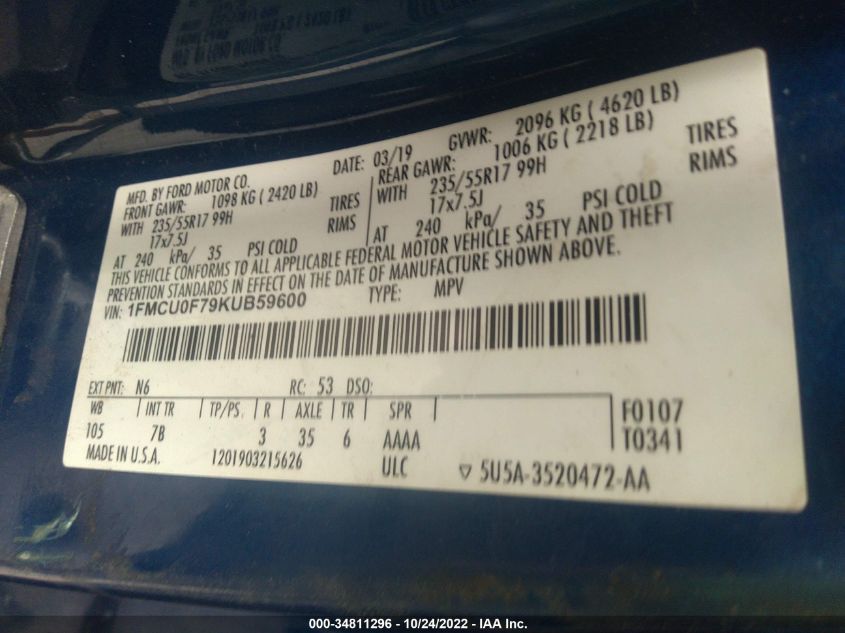 MFD. BY FORD MOTOR CO. DATE: 03/19 GVWR: 2096 KG ( 4620 LB)
FRONT GAWR: 1098 KG ( 2420 LB) REAR GAWR: 1006 KG ( 2218 LB)
WITH 235/55R17 99H TIRES WITH 235/55R17 99H TIRES
17x7.5J RIMS 17x7.5J RIMS
AT 240 kPa/ 35 PSI COLD AT 240 kPa/ 35 PSI COLD
THIS VEHICLE CONFORMS TO ALL APPLICABLE FEDERAL MOTOR VEHICLE SAFETY AND THEFT
PREVENTION STANDARDS IN EFFECT ON THE DATE OF MANUFACTURE SHOWN ABOVE.
VIN: 1FMCU0F79KUB59600 TYPE: MPV
EXT PNT: N6 RC: 53 DSO:
WB INT TR TP/PS. R AXLE TR SPR F0107
105 7B 3 35 6 AAAA T0341
MADE IN U.S.A. 1201903215626 ULC ▽ 5U5A-3520472-AA
000-34811296 - 10/24/2022 - IAA Inc.